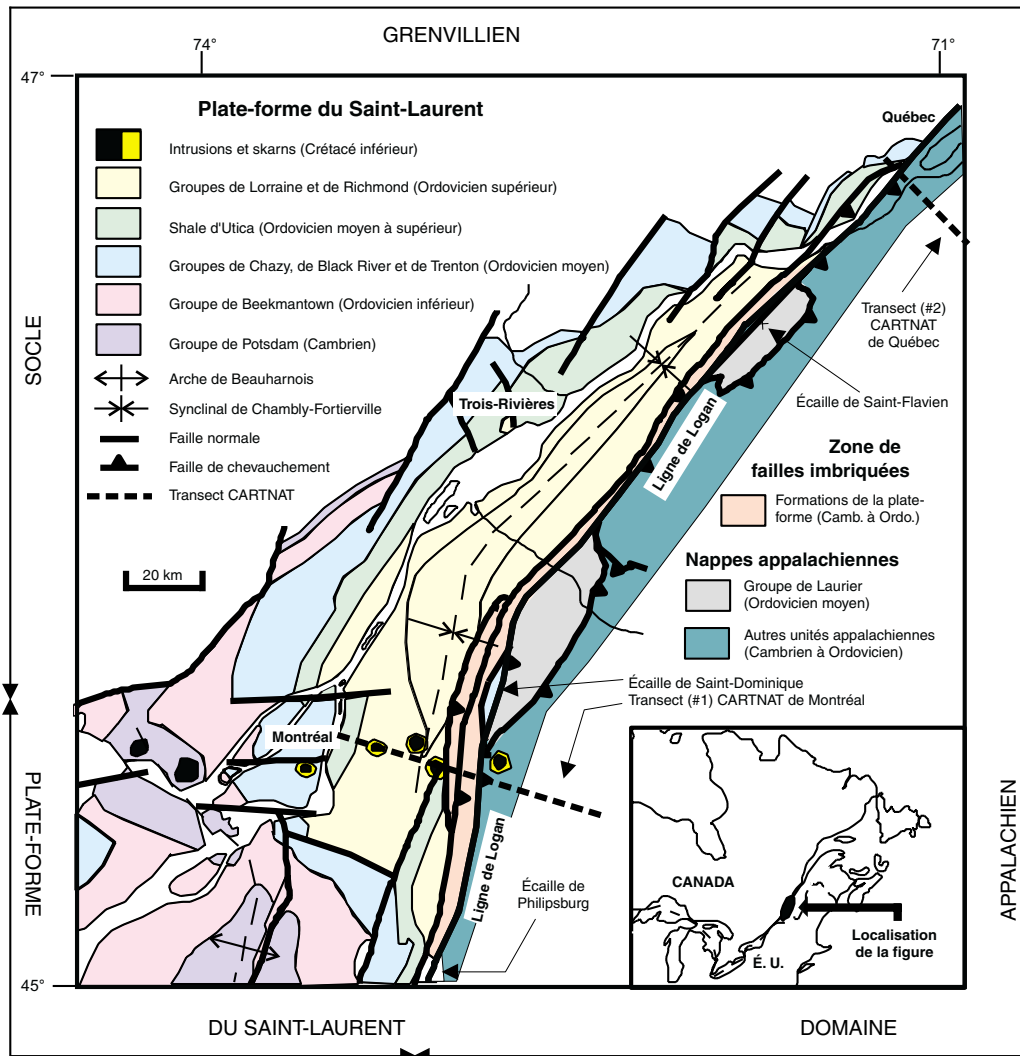 GRENVILLIEN
74°
71°
47°
Plate-forme du Saint-Laurent
Québec
Intrusions et skarns (Crétacé inférieur)
Groupes de Lorraine et de Richmond (Ordovicien supérieur)
Shale d'Utica (Ordovicien moyen à supérieur)
Groupes de Chazy, de Black River et de Trenton (Ordovicien moyen)
Groupe de Beekmantown (Ordovicien inférieur)
Groupe de Potsdam (Cambrien)
Arche de Beauharnois
Synclinal de Chambly-Fortierville
Faille normale
Faille de chevauchement
Transect CARTNAT
20 km
SOCLE
Trois-Rivières
Transect (#2)
CARTNAT
de Québec
Écaille de Saint-Flavien
Ligne de Logan
Zone de
failles imbriquées
Formations de la plate-
forme (Camb. à Ordo.)
Nappes appalachiennes
Groupe de Laurier
(Ordovicien moyen)
Autres unités appalachiennes
(Cambrien à Ordovicien)
Écaille de Saint-Dominique
Transect (#1) CARTNAT de Montréal
Montréal
Ligne de Logan
Écaille de
Philipsburg
CANADA
É. U.
Localisation
de la figure
PLATE-FORME
APPALACHIEN
45°
DU SAINT-LAURENT
DOMAINE